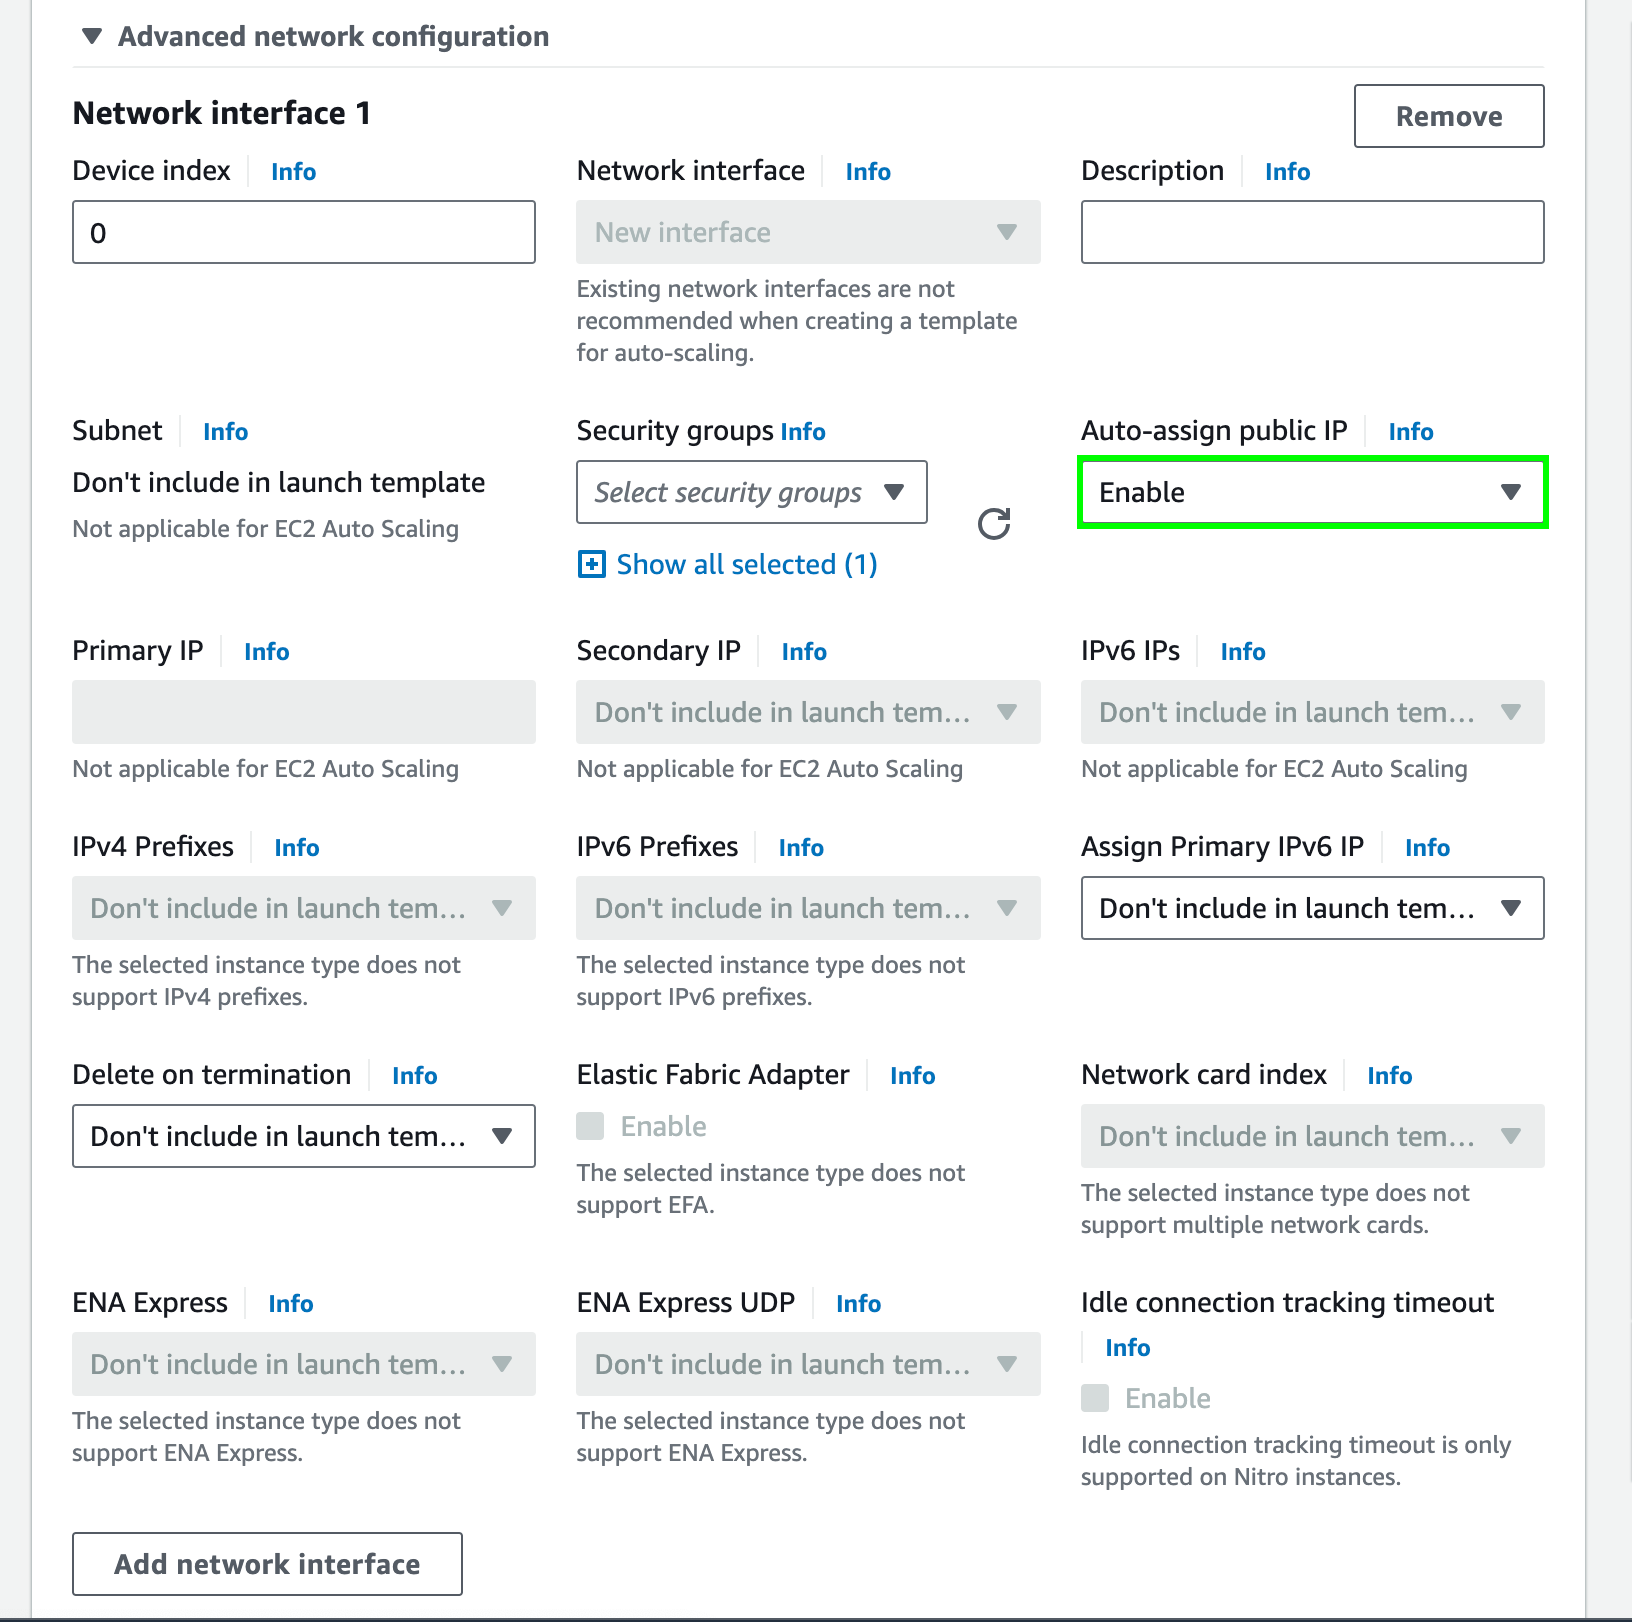 Advanced network configuration
Network interface 1
Remove
Device index Info
0
Network interface Info
New interface
Existing network interfaces are not
recommended when creating a template
for auto-scaling.
Description Info
Subnet Info
Don't include in launch template
Not applicable for EC2 Auto Scaling
Security groups Info
Select security groups
Show all selected (1)
Auto-assign public IP Info
Enable
Primary IP Info
Not applicable for EC2 Auto Scaling
Secondary IP Info
Don't include in launch tem...
Not applicable for EC2 Auto Scaling
IPv6 IPs Info
Don't include in launch tem...
Not applicable for EC2 Auto Scaling
IPv4 Prefixes Info
Don't include in launch tem...
The selected instance type does not
support IPv4 prefixes.
IPv6 Prefixes Info
Don't include in launch tem...
The selected instance type does not
support IPv6 prefixes.
Assign Primary IPv6 IP Info
Don't include in launch tem...
Delete on termination Info
Don't include in launch tem...
Elastic Fabric Adapter Info
Enable
The selected instance type does not
support EFA.
Network card index Info
Don't include in launch tem...
The selected instance type does not
support multiple network cards.
ENA Express Info
Don't include in launch tem...
The selected instance type does not
support ENA Express.
ENA Express UDP Info
Don't include in launch tem...
The selected instance type does not
support ENA Express.
Idle connection tracking timeout
Info
Enable
Idle connection tracking timeout is only
supported on Nitro instances.
Add network interface